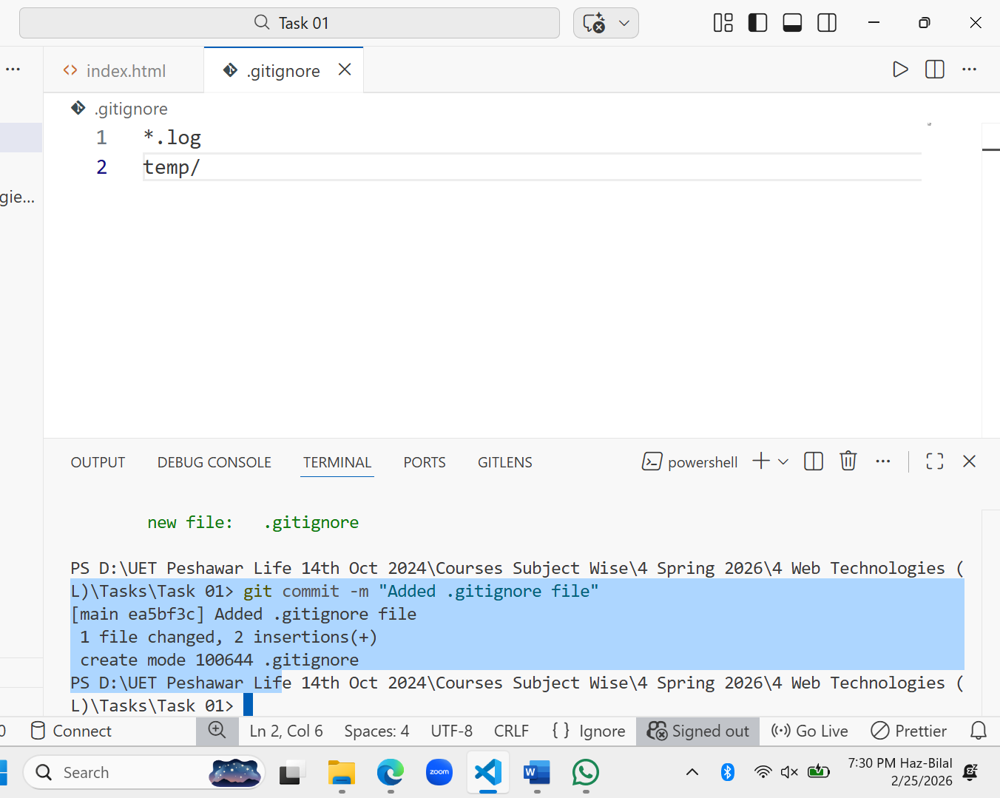 Task 01
index.html
.gitignore
.gitignore
1 *.log
2 temp/
gie...
OUTPUT DEBUG CONSOLE TERMINAL PORTS GITLENS powershell
new file: .gitignore
PS D:\UET Peshawar Life 14th Oct 2024\Courses Subject Wise\4 Spring 2026\4 Web Technologies (
L)\Tasks\Task 01> git commit -m "Added .gitignore file"
[main ea5bf3c] Added .gitignore file
1 file changed, 2 insertions(+)
create mode 100644 .gitignore
PS D:\UET Peshawar Life 14th Oct 2024\Courses Subject Wise\4 Spring 2026\4 Web Technologies (
L)\Tasks\Task 01>
0 Connect Ln 2, Col 6 Spaces: 4 UTF-8 CRLF { } Ignore Signed out Go Live Prettier
Search zoom W 7:30 PM Haz-Bilal
2/25/2026